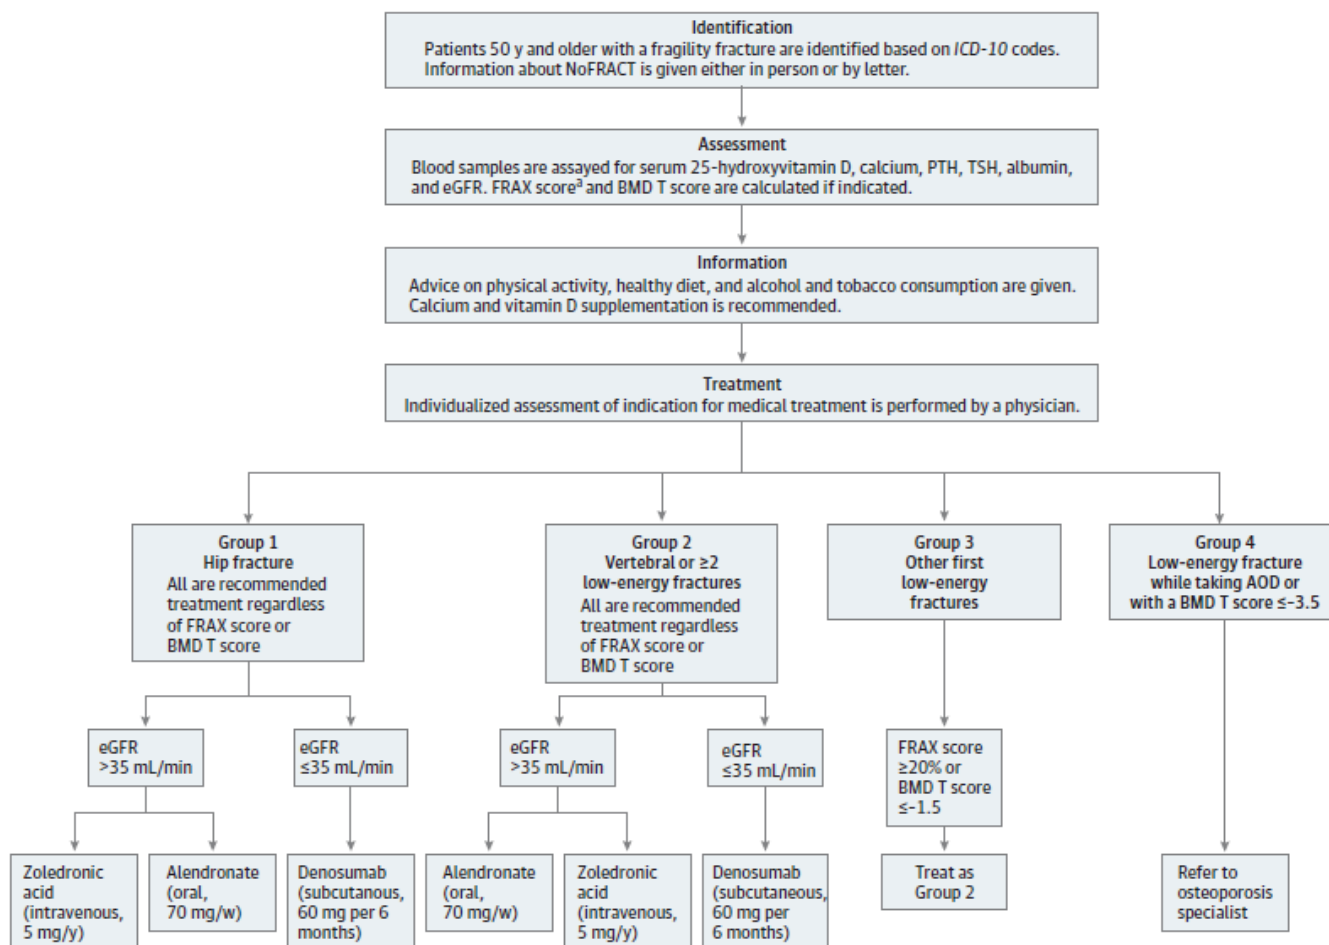 Identification
Patients 50 y and older with a fragility fracture are identified based on ICD-10 codes.
Information about NoFRACT is given either in person or by letter.
Assessment
Blood samples are assayed for serum 25-hydroxyvitamin D, calcium, PTH, TSH, albumin,
and eGFR. FRAX scoreᵃ and BMD T score are calculated if indicated.
Information
Advice on physical activity, healthy diet, and alcohol and tobacco consumption are given.
Calcium and vitamin D supplementation is recommended.
Treatment
Individualized assessment of indication for medical treatment is performed by a physician.
Group 1
Hip fracture
All are recommended
treatment regardless
of FRAX score or
BMD T score
Group 2
Vertebral or ≥2
low-energy fractures
All are recommended
treatment regardless
of FRAX score or
BMD T score
Group 3
Other first
low-energy
fractures
Group 4
Low-energy fracture
while taking AOD or
with a BMD T score ≤–3.5
eGFR
>35 mL/min
eGFR
≤35 mL/min
eGFR
>35 mL/min
eGFR
≤35 mL/min
FRAX score
≥20% or
BMD T score
≤–1.5
Zoledronic
acid
(intravenous,
5 mg/y)
Alendronate
(oral,
70 mg/w)
Denosumab
(subcutanous,
60 mg per 6
months)
Alendronate
(oral,
70 mg/w)
Zoledronic
acid
(intravenous,
5 mg/y)
Denosumab
(subcutaneous,
60 mg per
6 months)
Treat as
Group 2
Refer to
osteoporosis
specialist